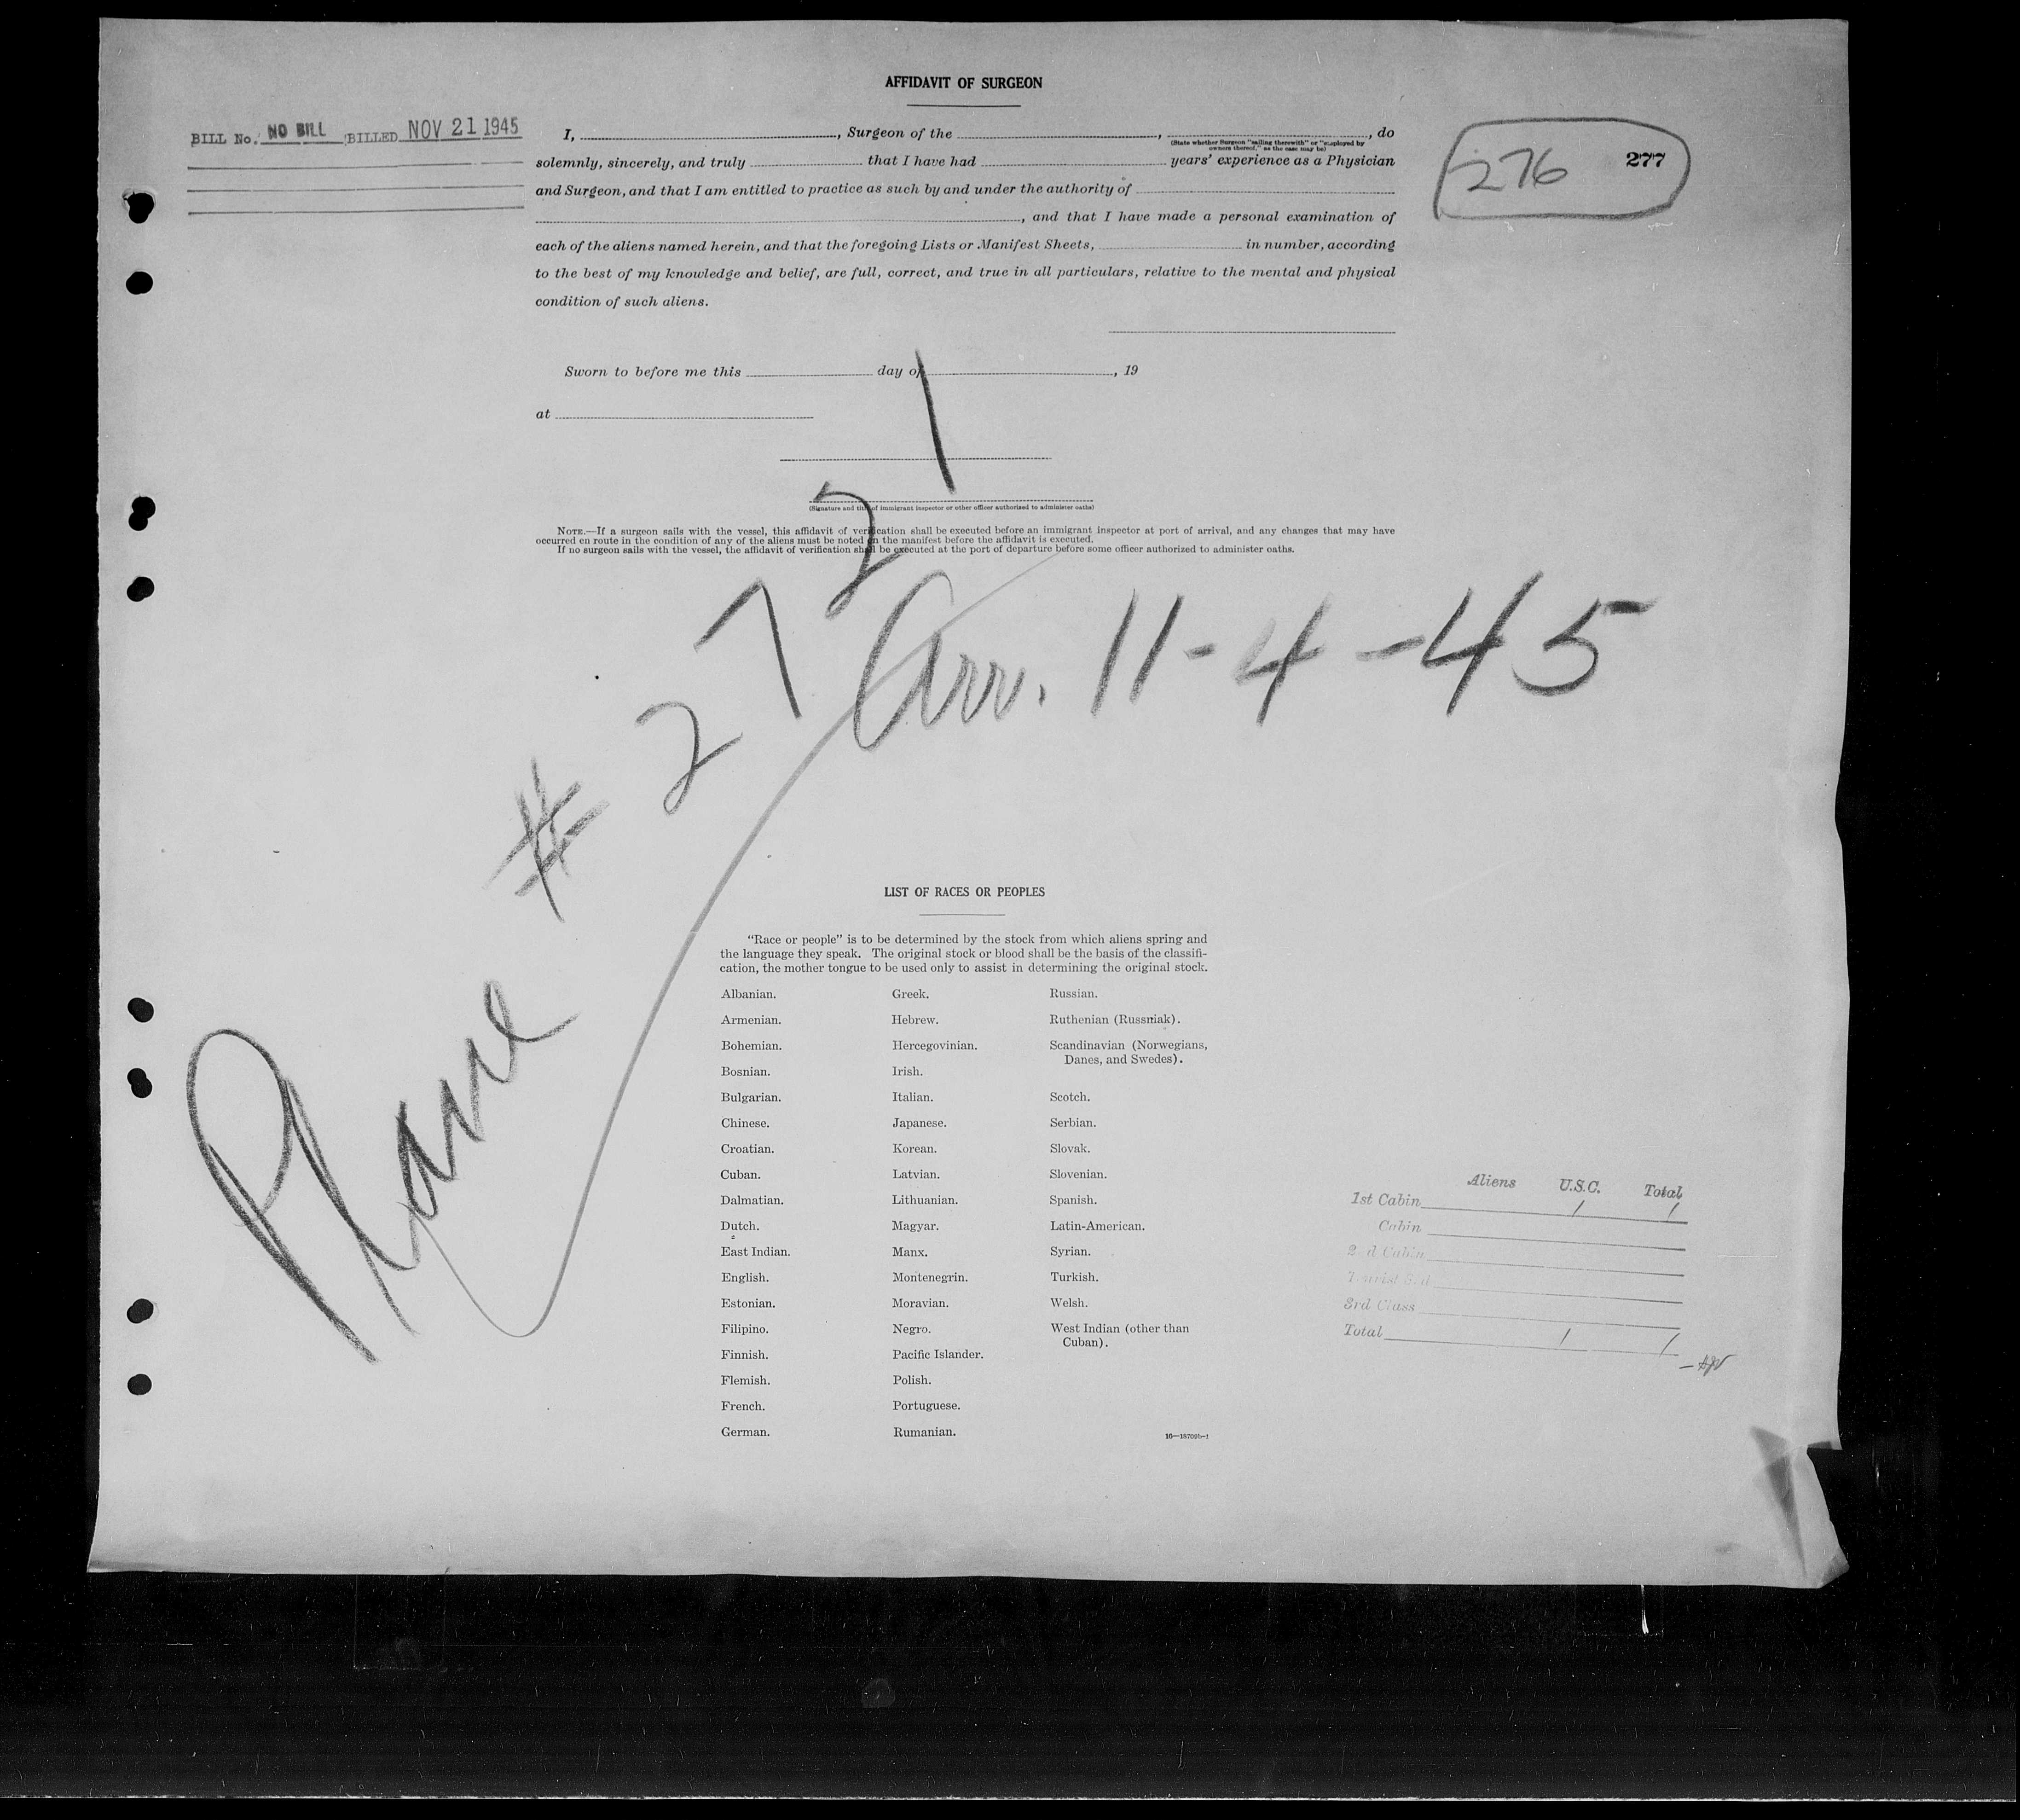 AFFIDAVIT OF SURGEON
BILL No. NO BILL BILLED NOV 21 1945
276 277
I, , Surgeon of the , , do
(State whether Surgeon "sailing therewith" or "employed by
owners thereof," as the case may be)
solemnly, sincerely, and truly that I have had years' experience as a Physician
and Surgeon, and that I am entitled to practice as such by and under the authority of
, and that I have made a personal examination of
each of the aliens named herein, and that the foregoing Lists or Manifest Sheets, in number, according
to the best of my knowledge and belief, are full, correct, and true in all particulars, relative to the mental and physical
condition of such aliens.
Sworn to before me this day of , 19
at
(Signature and title of immigrant inspector or other officer authorized to administer oaths)
NOTE.—If a surgeon sails with the vessel, this affidavit of verification shall be executed before an immigrant inspector at port of arrival, and any changes that may have
occurred en route in the condition of any of the aliens must be noted on the manifest before the affidavit is executed.
If no surgeon sails with the vessel, the affidavit of verification shall be executed at the port of departure before some officer authorized to administer oaths.
Plane # 2721
Arr. 11-4-45
LIST OF RACES OR PEOPLES
"Race or people" is to be determined by the stock from which aliens spring and
the language they speak. The original stock or blood shall be the basis of the classifi-
cation, the mother tongue to be used only to assist in determining the original stock.
Albanian. Greek. Russian.
Armenian. Hebrew. Ruthenian (Russniak).
Bohemian. Hercegovinian. Scandinavian (Norwegians,
Danes, and Swedes).
Bosnian. Irish.
Bulgarian. Italian. Scotch.
Chinese. Japanese. Serbian.
Croatian. Korean. Slovak.
Cuban. Latvian. Slovenian.
Dalmatian. Lithuanian. Spanish.
Dutch. Magyar. Latin-American.
East Indian. Manx. Syrian.
English. Montenegrin. Turkish.
Estonian. Moravian. Welsh.
Filipino. Negro. West Indian (other than
Cuban).
Finnish. Pacific Islander.
Flemish. Polish.
French. Portuguese.
German. Rumanian.
16—18709b-1
Aliens U.S.C. Total
1st Cabin 1 1
Cabin
2nd Cabin
Tourist 3rd
3rd Class
Total 1 1